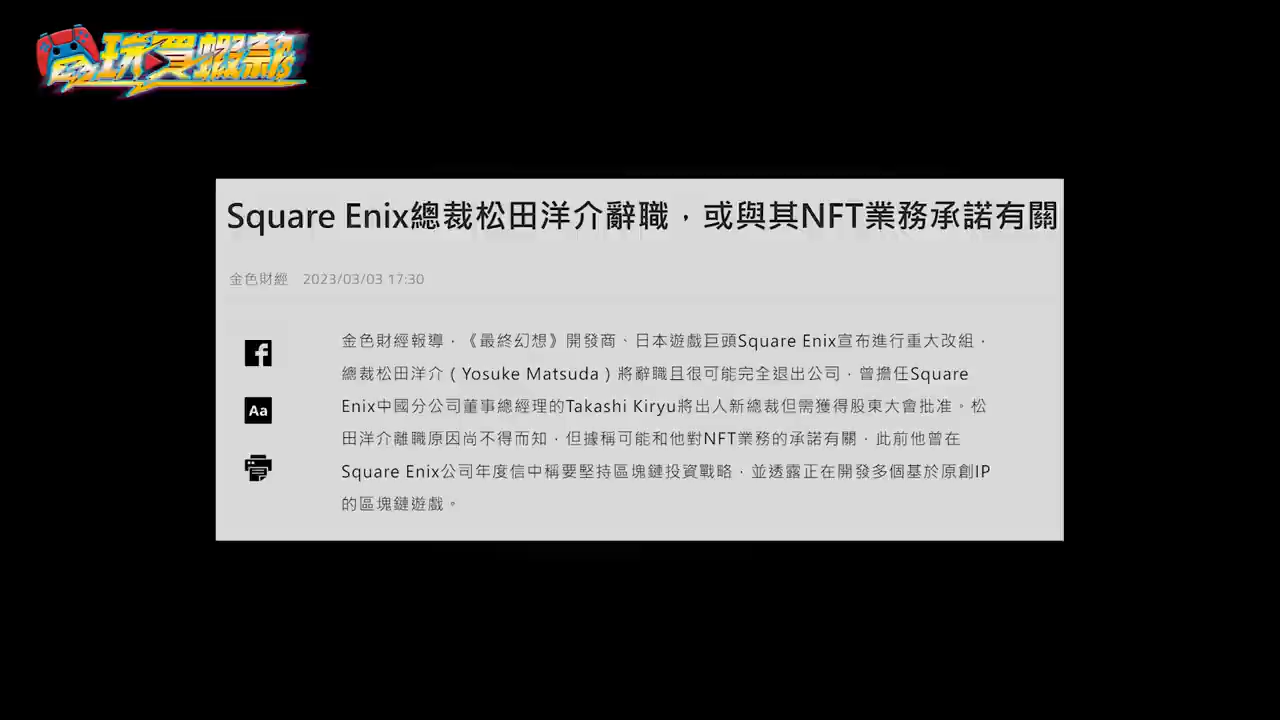 玩買蝦款
Square Enix總裁松田洋介辭職，或與其NFT業務承諾有關
金色財經 2023/03/03 17:30
金色財經報導，《最終幻想》開發商、日本遊戲巨頭Square Enix宣布進行重大改組，
總裁松田洋介（Yosuke Matsuda）將辭職且很可能完全退出公司，曾擔任Square
Aa
Enix中國分公司董事總經理的Takashi Kiryu將出人新總裁但需獲得股東大會批准。松
田洋介離職原因尚不得而知，但據稱可能和他對NFT業務的承諾有關，此前他曾在
Square Enix公司年度信中稱要堅持區塊鏈投資戰略，並透露正在開發多個基於原創IP
的區塊鏈遊戲。